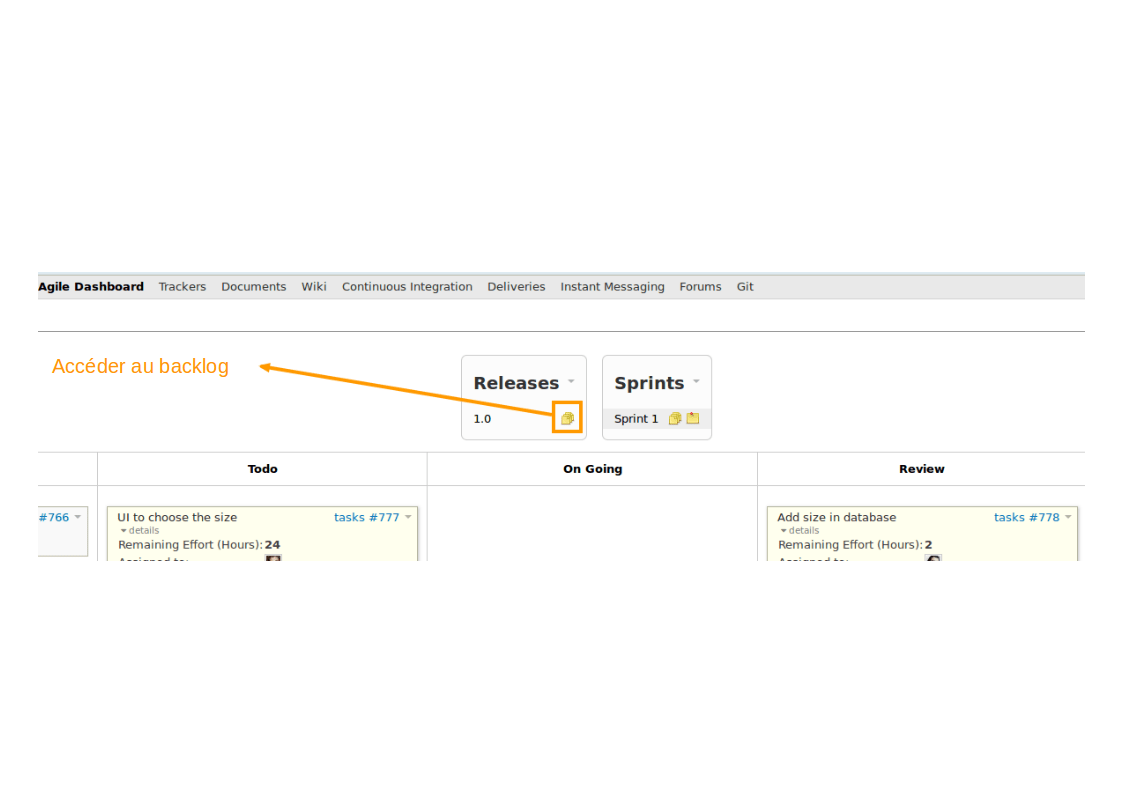 Agile Dashboard Trackers Documents Wiki Continuous Integration Deliveries Instant Messaging Forums Git
Accéder au backlog
Releases Sprints
1.0 Sprint 1
Todo On Going Review
#766 UI to choose the size tasks #777 Add size in database tasks #778
details details
Remaining Effort (Hours): 24 Remaining Effort (Hours): 2